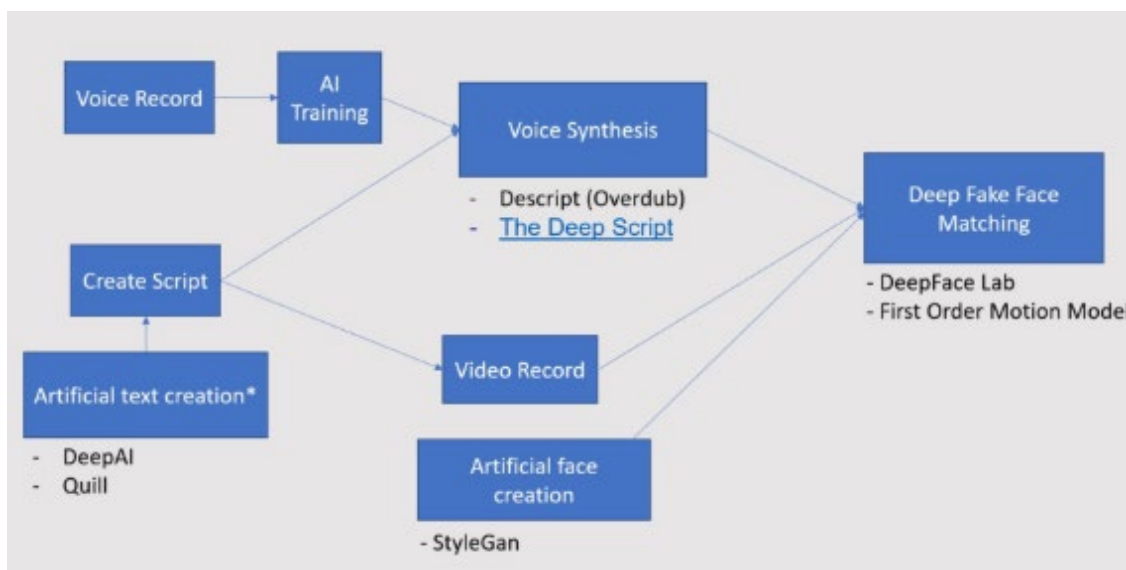 Voice Record
AI
Training
Voice Synthesis
- Descript (Overdub)
- The Deep Script
Deep Fake Face
Matching
- DeepFace Lab
- First Order Motion Model
Create Script
Artificial text creation*
- DeepAI
- Quill
Video Record
Artificial face
creation
- StyleGan